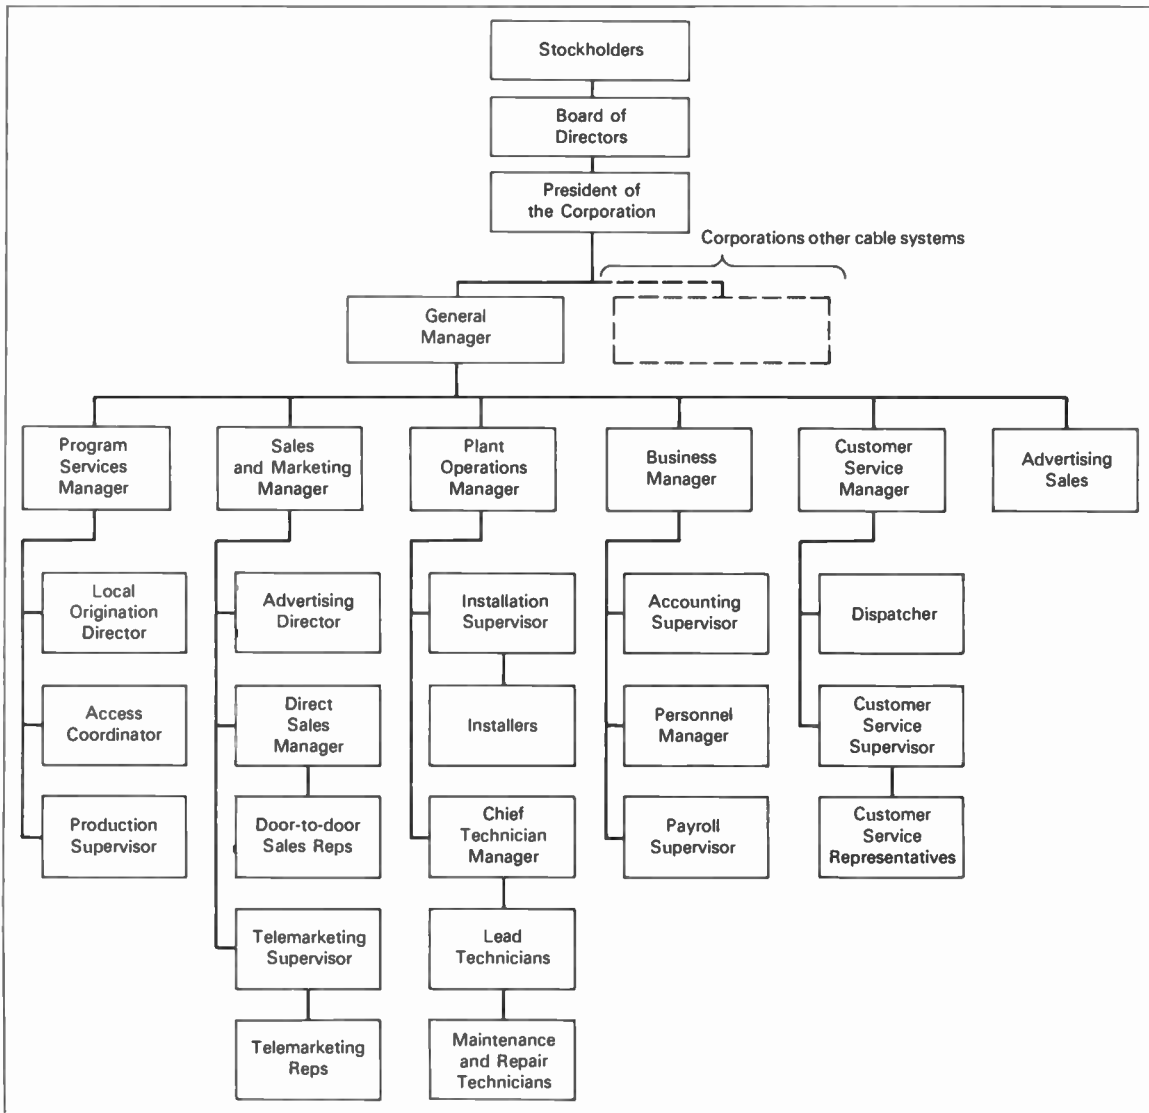 Stockholders
Board of
Directors
President of
the Corporation
Corporations other cable systems
General
Manager
Program
Services
Manager
Sales
and Marketing
Manager
Plant
Operations
Manager
Business
Manager
Customer
Service
Manager
Advertising
Sales
Local
Origination
Director
Access
Coordinator
Production
Supervisor
Advertising
Director
Direct
Sales
Manager
Door-to-door
Sales Reps
Telemarketing
Supervisor
Telemarketing
Reps
Installation
Supervisor
Installers
Chief
Technician
Manager
Lead
Technicians
Maintenance
and Repair
Technicians
Accounting
Supervisor
Personnel
Manager
Payroll
Supervisor
Dispatcher
Customer
Service
Supervisor
Customer
Service
Representatives